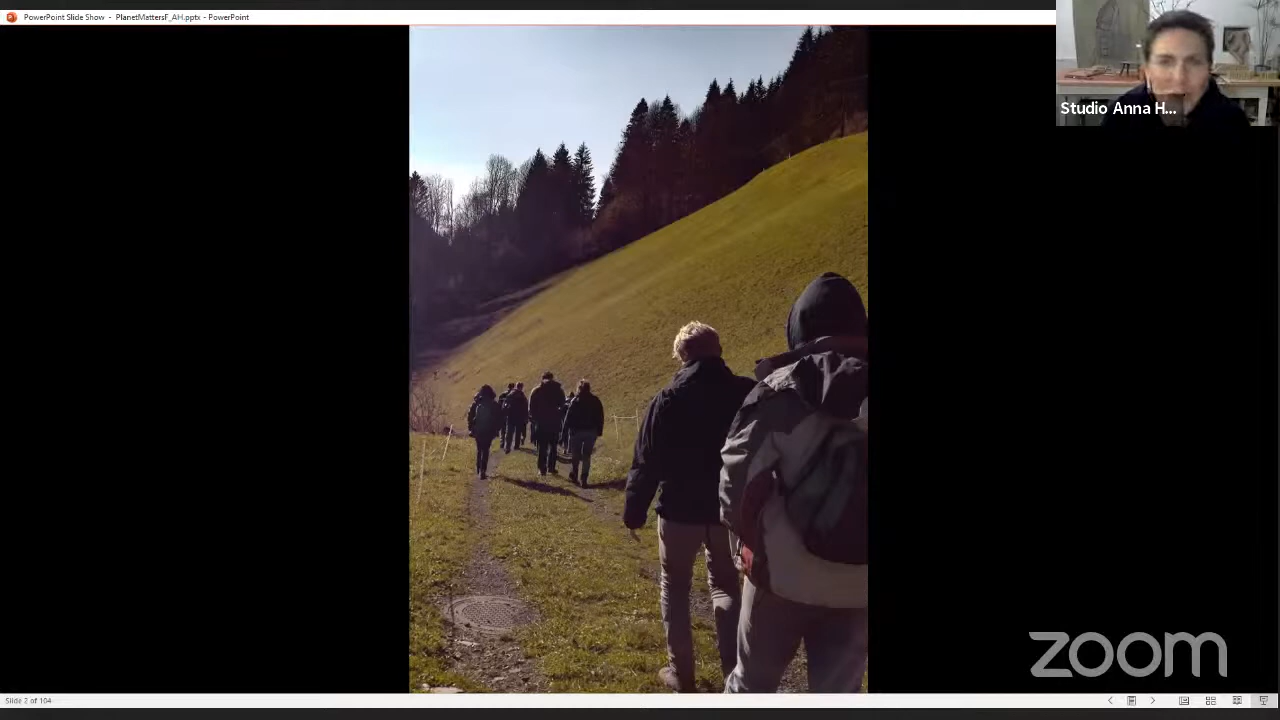 PowerPoint Slide Show - PlanetMattersF_AH.pptx - PowerPoint
Studio Anna H...
zoom
Slide 2 of 104